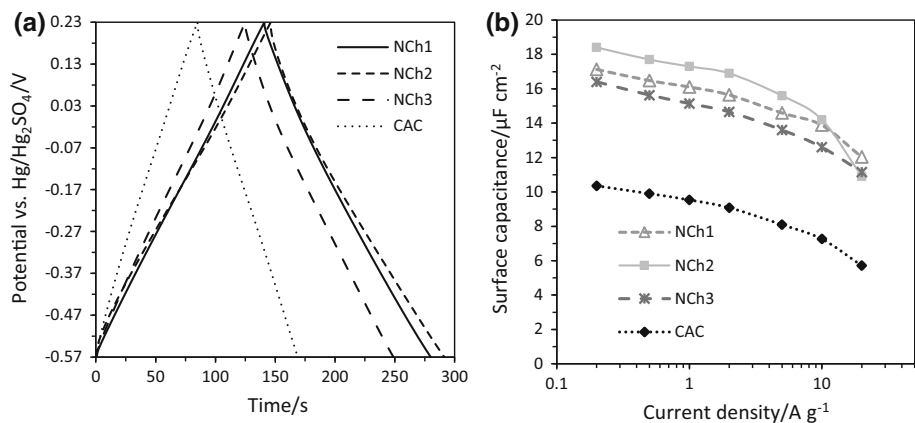 (a)
0.23
0.13
0.03
-0.07
-0.17
-0.27
-0.37
-0.47
-0.57
Potential vs. Hg/Hg₂SO₄/V
0 50 100 150 200 250 300
Time/s
NCh1
NCh2
NCh3
CAC
(b)
20
18
16
14
12
10
8
6
4
2
0
Surface capacitance/µF cm⁻²
0.1 1 10
Current density/A g⁻¹
NCh1
NCh2
NCh3
CAC